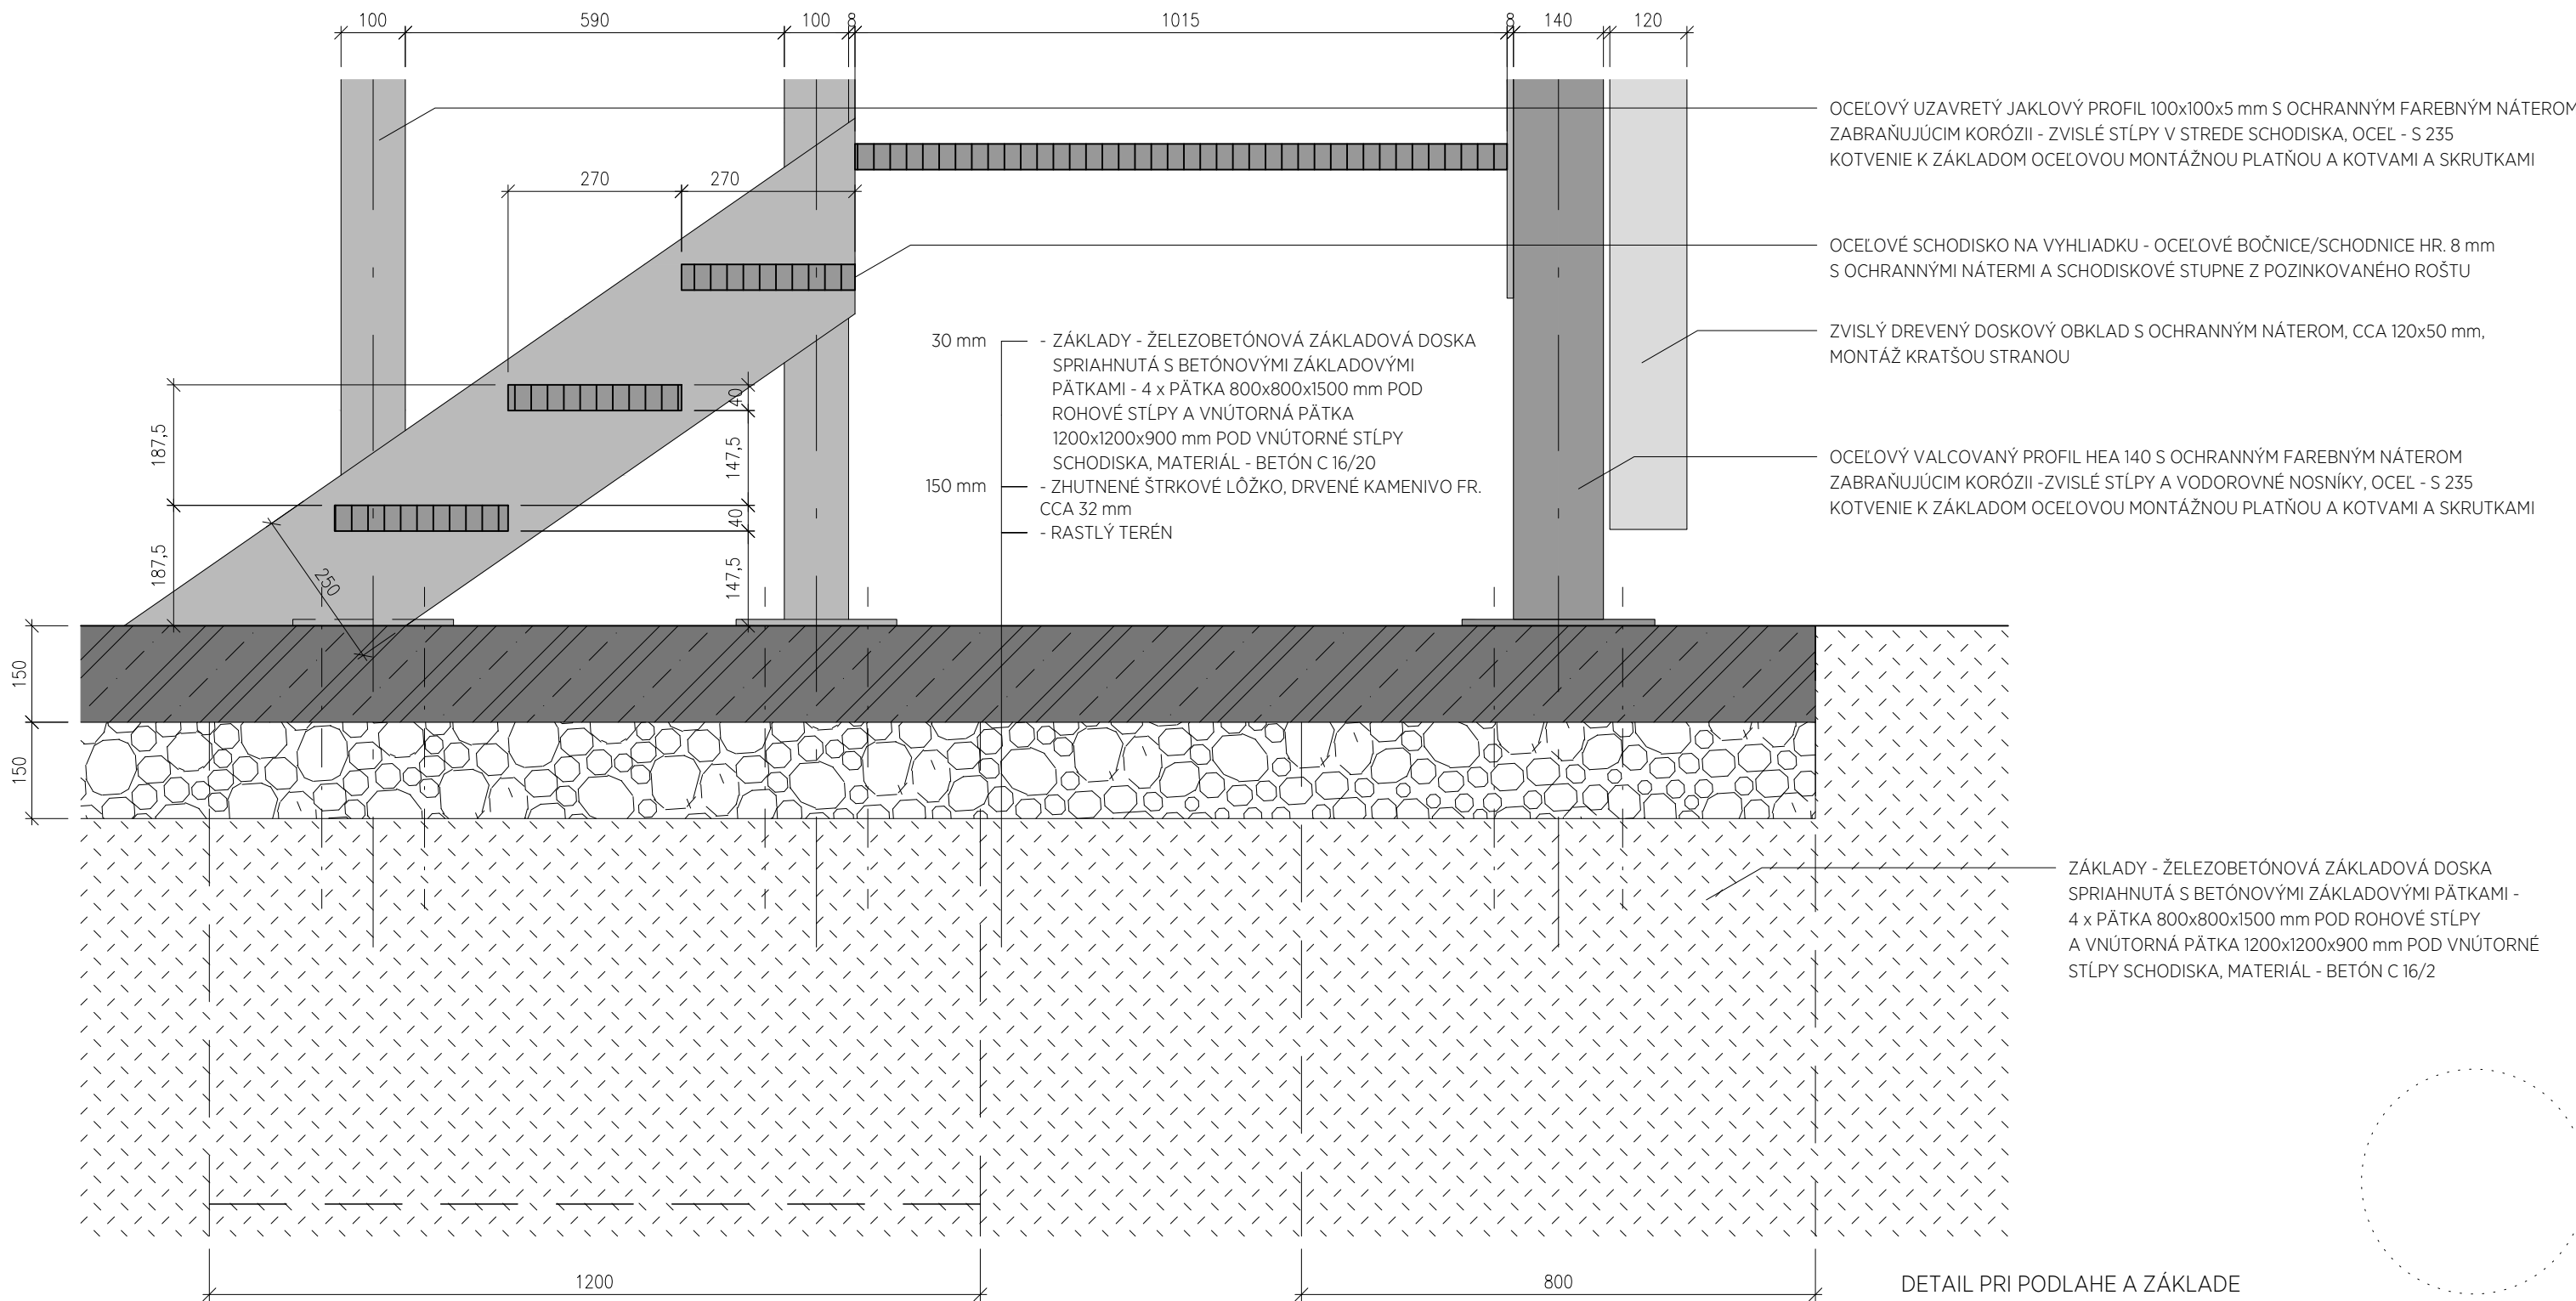 100 590 100 8 1015 8 140 120
OCEĽOVÝ UZAVRETÝ JAKLOVÝ PROFIL 100x100x5 mm S OCHRANNÝM FAREBNÝM NÁTEROM
ZABRAŇUJÚCIM KORÓZII - ZVISLÉ STĹPY V STREDE SCHODISKA, OCEĽ - S 235
KOTVENIE K ZÁKLADOM OCEĽOVOU MONTÁŽNOU PLATŇOU A KOTVAMI A SKRUTKAMI
270 270
OCEĽOVÉ SCHODISKO NA VYHLIADKU - OCEĽOVÉ BOČNICE/SCHODNICE HR. 8 mm
S OCHRANNÝMI NÁTERMI A SCHODISKOVÉ STUPNE Z POZINKOVANÉHO ROŠTU
ZVISLÝ DREVENÝ DOSKOVÝ OBKLAD S OCHRANNÝM NÁTEROM, CCA 120x50 mm,
MONTÁŽ KRATŠOU STRANOU
30 mm - ZÁKLADY - ŽELEZOBETÓNOVÁ ZÁKLADOVÁ DOSKA
SPRIAHNUTÁ S BETÓNOVÝMI ZÁKLADOVÝMI
PÄTKAMI - 4 x PÄTKA 800x800x1500 mm POD
ROHOVÉ STĹPY A VNÚTORNÁ PÄTKA
1200x1200x900 mm POD VNÚTORNÉ STĹPY
SCHODISKA, MATERIÁL - BETÓN C 16/20
150 mm - ZHUTNENÉ ŠTRKOVÉ LÔŽKO, DRVENÉ KAMENIVO FR.
CCA 32 mm
- RASTLÝ TERÉN
OCEĽOVÝ VALCOVANÝ PROFIL HEA 140 S OCHRANNÝM FAREBNÝM NÁTEROM
ZABRAŇUJÚCIM KORÓZII -ZVISLÉ STĹPY A VODOROVNÉ NOSNÍKY, OCEĽ - S 235
KOTVENIE K ZÁKLADOM OCEĽOVOU MONTÁŽNOU PLATŇOU A KOTVAMI A SKRUTKAMI
187,5
187,5
40
147,5
40
147,5
250
150
150
ZÁKLADY - ŽELEZOBETÓNOVÁ ZÁKLADOVÁ DOSKA
SPRIAHNUTÁ S BETÓNOVÝMI ZÁKLADOVÝMI PÄTKAMI -
4 x PÄTKA 800x800x1500 mm POD ROHOVÉ STĹPY
A VNÚTORNÁ PÄTKA 1200x1200x900 mm POD VNÚTORNÉ
STĹPY SCHODISKA, MATERIÁL - BETÓN C 16/2
1200 800
DETAIL PRI PODLAHE A ZÁKLADE